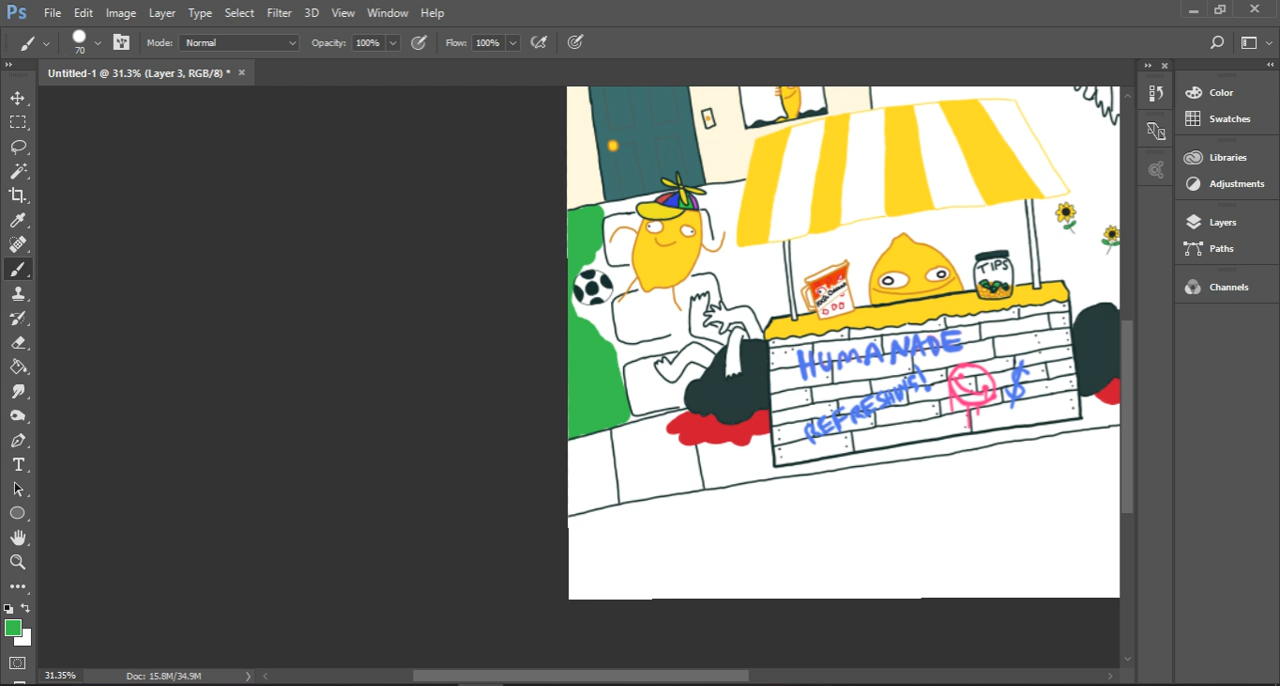 Ps File Edit Image Layer Type Select Filter 3D View Window Help
70 Mode: Normal Opacity: 100% Flow: 100%
Untitled-1 @ 31.3% (Layer 3, RGB/8) *
Color
Swatches
Libraries
Adjustments
Layers
Paths
Channels
TIPS
HUMANADE
REFRESHING! $
31.35% Doc: 15.8M/34.9M